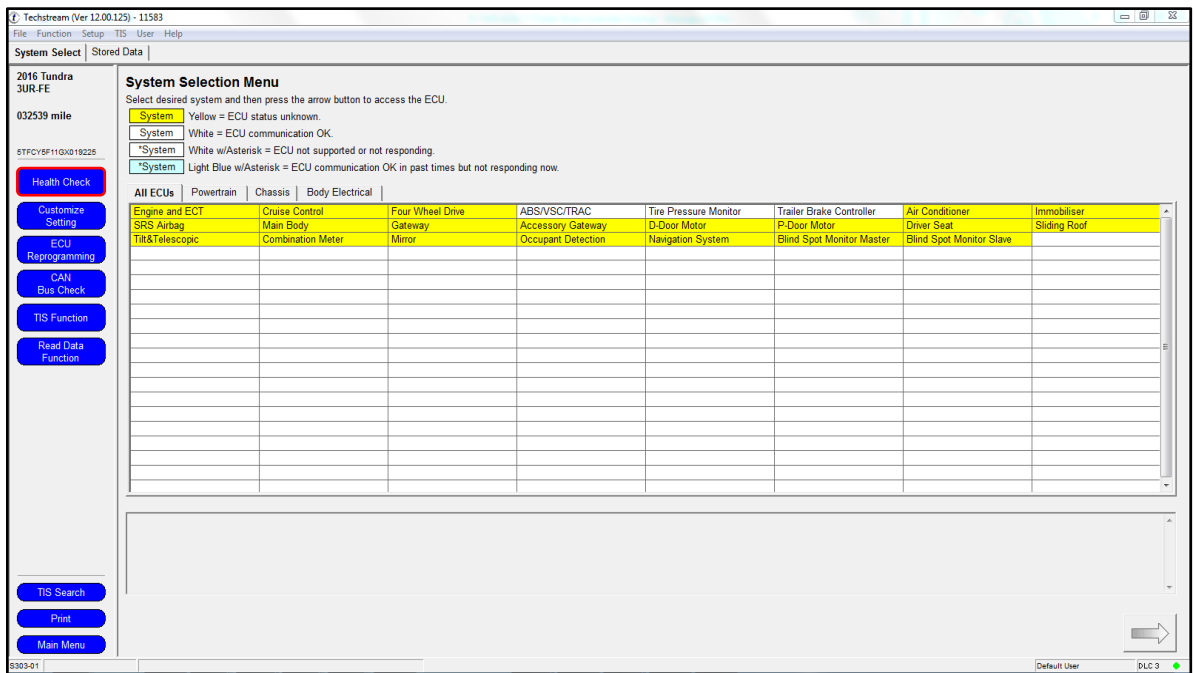 Techstream (Ver 12.00.125) - 11583
File Function Setup TIS User Help
System Select Stored Data
2016 Tundra
3UR-FE
032539 mile
5TFCY5F11GX019225
Health Check
Customize
Setting
ECU
Reprogramming
CAN
Bus Check
TIS Function
Read Data
Function
TIS Search
Print
Main Menu
System Selection Menu
Select desired system and then press the arrow button to access the ECU.
System Yellow = ECU status unknown.
System White = ECU communication OK.
*System White w/Asterisk = ECU not supported or not responding.
*System Light Blue w/Asterisk = ECU communication OK in past times but not responding now.
All ECUs Powertrain Chassis Body Electrical
Engine and ECT Cruise Control Four Wheel Drive ABS/VSC/TRAC Tire Pressure Monitor Trailer Brake Controller Air Conditioner Immobiliser
SRS Airbag Main Body Gateway Accessory Gateway D-Door Motor P-Door Motor Driver Seat Sliding Roof
Tilt&Telescopic Combination Meter Mirror Occupant Detection Navigation System Blind Spot Monitor Master Blind Spot Monitor Slave
S303-01 Default User DLC 3